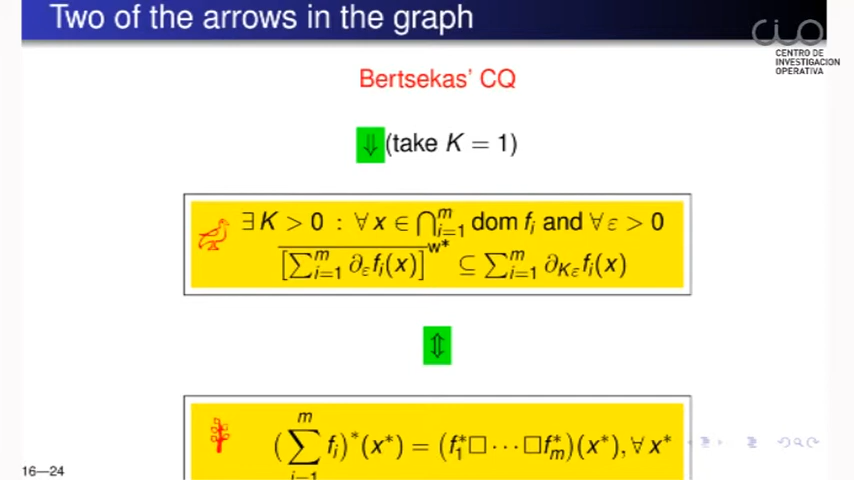 Two of the arrows in the graph
CIO
CENTRO DE
INVESTIGACION
OPERATIVA
Bertsekas' CQ
⇓ (take K = 1)
∃ K > 0 : ∀ x ∈ ⋂_{i=1}^m dom f_i and ∀ ε > 0
\overline{[∑_{i=1}^m ∂_ε f_i(x)]}^{w*} ⊆ ∑_{i=1}^m ∂_{Kε} f_i(x)
⇕
(∑_{i=1}^m f_i)^*(x^*) = (f_1^* □ ⋯ □ f_m^*)(x^*), ∀ x^*
16—24